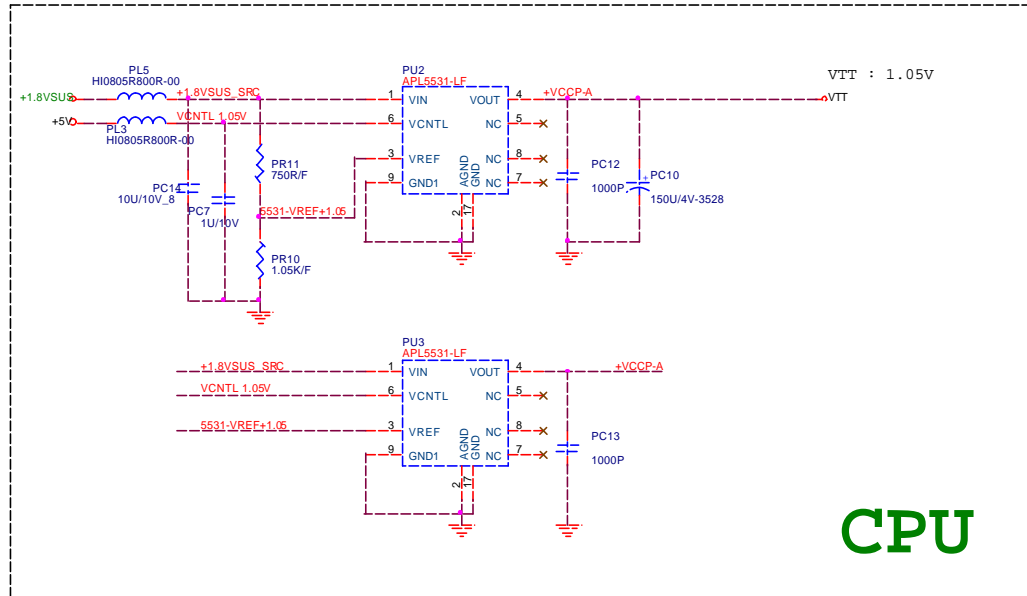 PL5
HI0805R800R-00
+1.8VSUS
+1.8VSUS_SRC
+5V
VCNTL 1.05V
PL3
HI0805R800R-00
PR11
750R/F
PC14
10U/10V_8
PC7
1U/10V
5531-VREF+1.05
PR10
1.05K/F
PU2
APL5531-LF
1 VIN VOUT 4
6 VCNTL NC 5
3 VREF NC 8
9 GND1 AGND GND NC 7
2 17
+VCCP-A
PC12
1000P
PC10
+
150U/4V-3528
VTT : 1.05V
VTT
PU3
APL5531-LF
+1.8VSUS_SRC
VCNTL 1.05V
5531-VREF+1.05
1 VIN VOUT 4
6 VCNTL NC 5
3 VREF NC 8
9 GND1 AGND GND NC 7
2 17
+VCCP-A
PC13
1000P
CPU